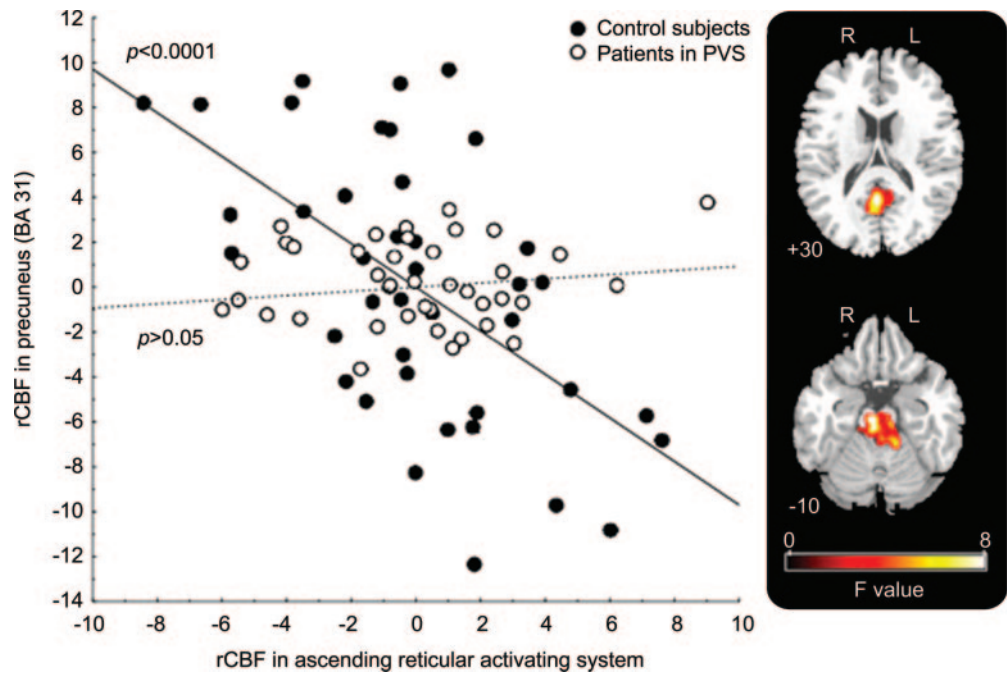 12
10
8
6
4
2
0
-2
-4
-6
-8
-10
-12
-14
rCBF in precuneus (BA 31)
p<0.0001
p>0.05
Control subjects
Patients in PVS
-10 -8 -6 -4 -2 0 2 4 6 8 10
rCBF in ascending reticular activating system
R L
+30
R L
-10
0 8
F value